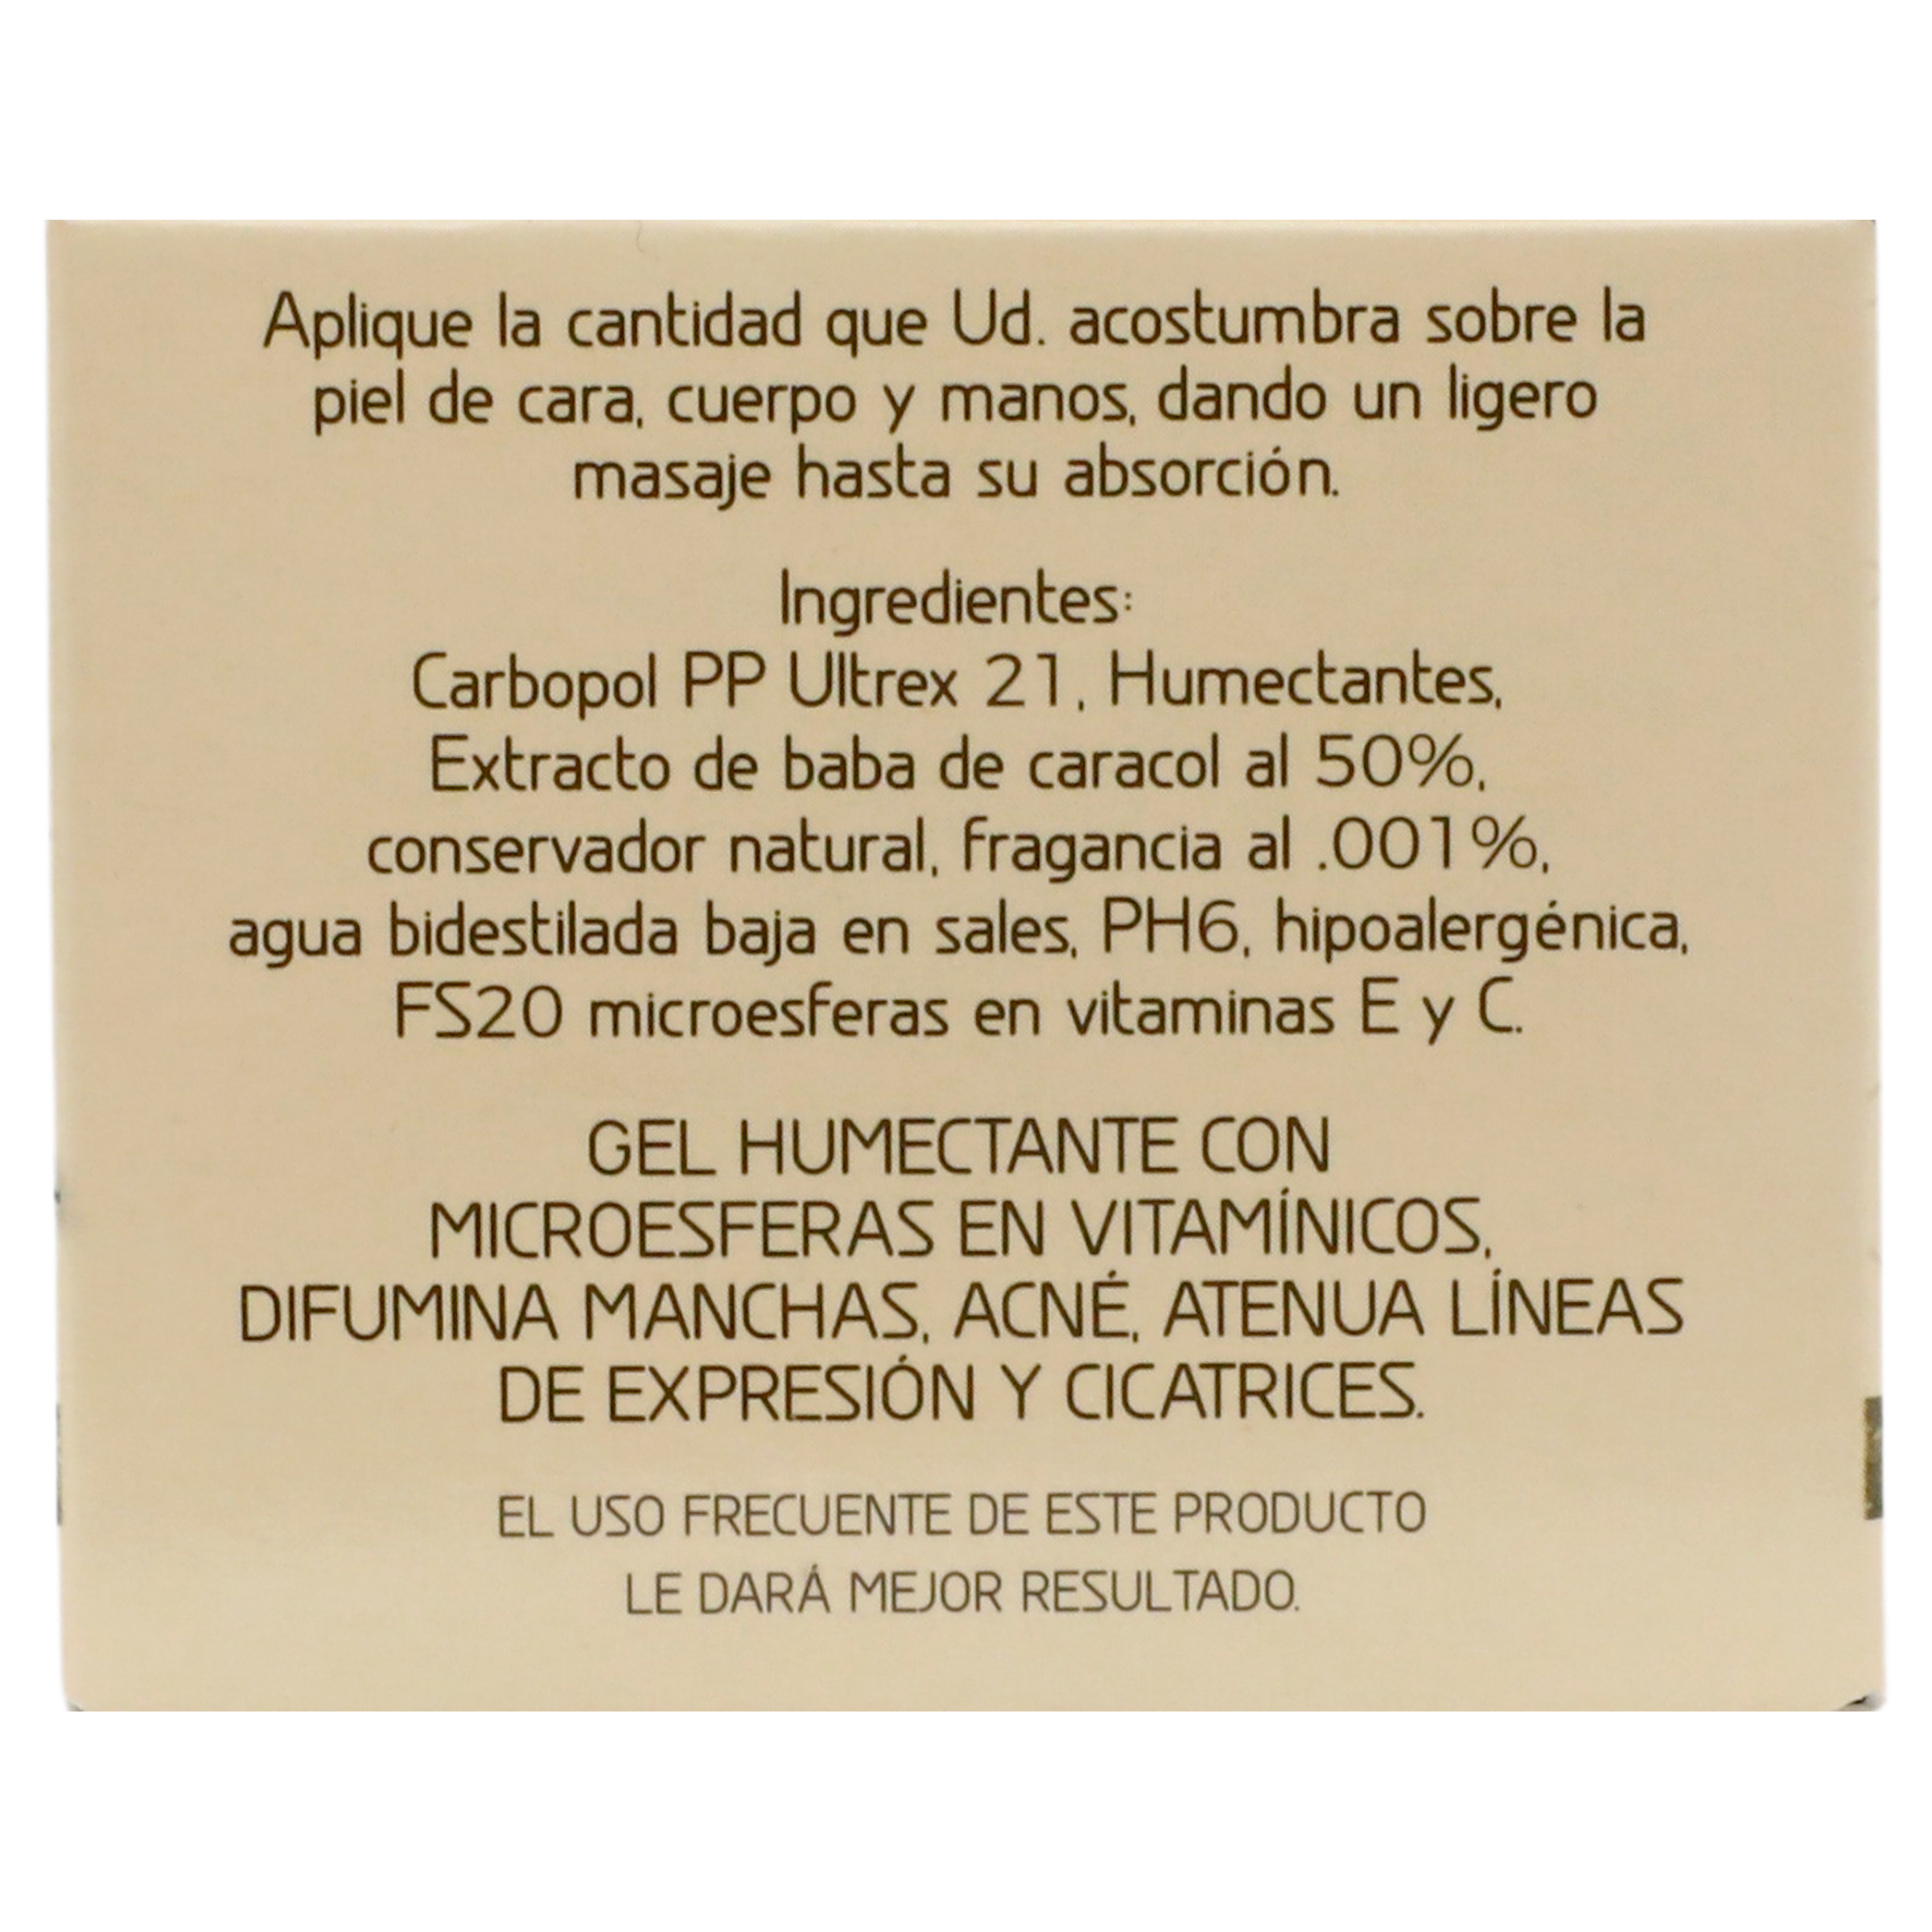 Aplique la cantidad que Ud. acostumbra sobre la
piel de cara, cuerpo y manos, dando un ligero
masaje hasta su absorción.
Ingredientes:
Carbopol PP Ultrex 21, Humectantes,
Extracto de baba de caracol al 50%,
conservador natural, fragancia al .001%,
agua bidestilada baja en sales, PH6, hipoalergénica,
FS20 microesferas en vitaminas E y C.
GEL HUMECTANTE CON
MICROESFERAS EN VITAMÍNICOS,
DIFUMINA MANCHAS, ACNÉ, ATENUA LÍNEAS
DE EXPRESIÓN Y CICATRICES.
EL USO FRECUENTE DE ESTE PRODUCTO
LE DARÁ MEJOR RESULTADO.